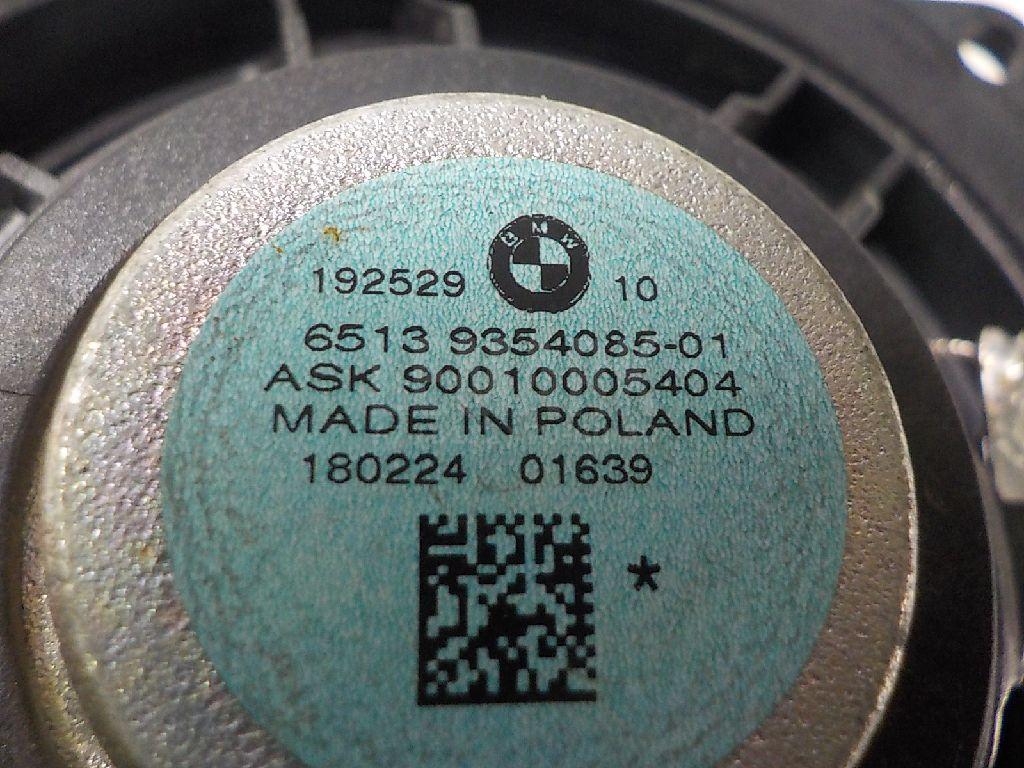 BMW
192529 10
6513 9354085-01
ASK 90010005404
MADE IN POLAND
180224 01639
*